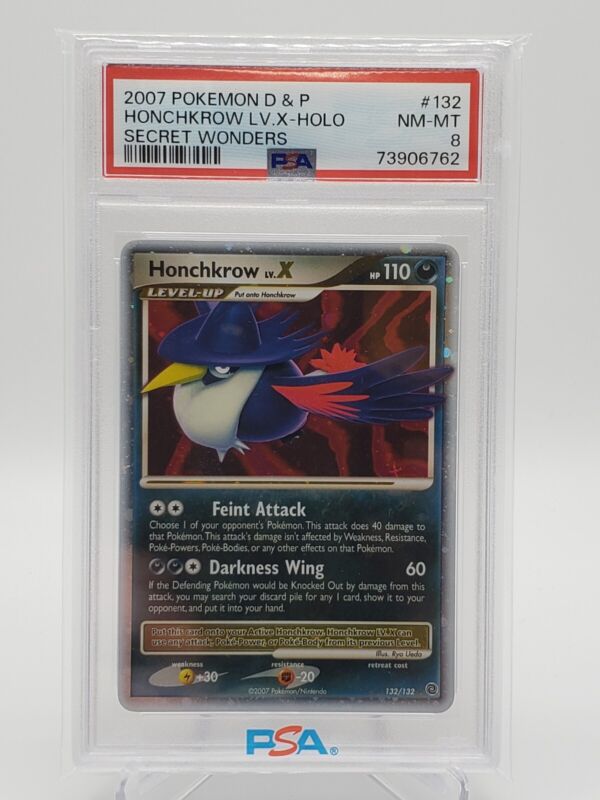 2007 POKEMON D & P #132
HONCHKROW LV.X-HOLO NM-MT
SECRET WONDERS 8
PSA 73906762
Honchkrow LV.X HP 110
LEVEL-UP Put onto Honchkrow
Feint Attack
Choose 1 of your opponent's Pokémon. This attack does 40 damage to
that Pokémon. This attack's damage isn't affected by Weakness, Resistance,
Poké-Powers, Poké-Bodies, or any other effects on that Pokémon.
Darkness Wing 60
If the Defending Pokémon would be Knocked Out by damage from this
attack, you may search your discard pile for any 1 card, show it to your
opponent, and put it into your hand.
Put this card onto your Active Honchkrow. Honchkrow LV.X can
use any attack, Poké-Power, or Poké-Body from its previous Level.
Illus. Ryo Ueda
weakness resistance retreat cost
+30 -20
©2007 Pokémon/Nintendo 132/132
PSA®